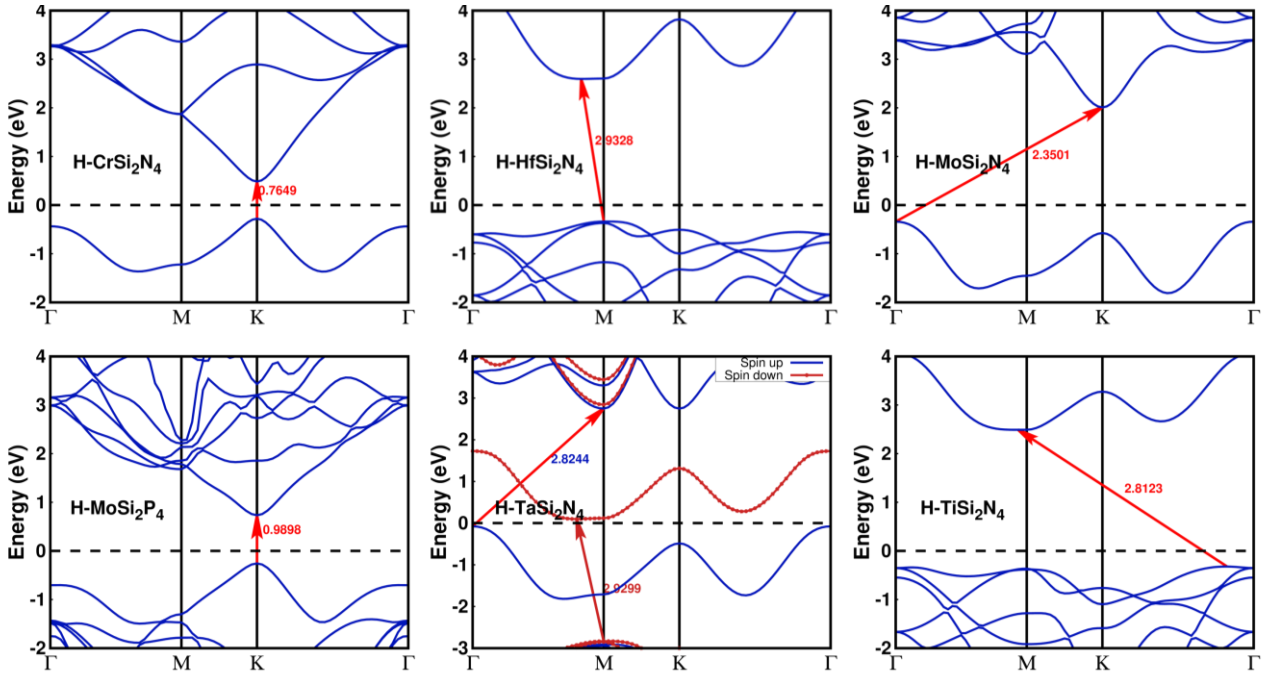 4
3
2
1
0
-1
-2
Energy (eV)
H-CrSi₂N₄
0.7649
Γ M K Γ
4
3
2
1
0
-1
-2
Energy (eV)
H-HfSi₂N₄
2.9328
Γ M K Γ
4
3
2
1
0
-1
-2
Energy (eV)
H-MoSi₂N₄
2.3501
Γ M K Γ
4
3
2
1
0
-1
-2
Energy (eV)
H-MoSi₂P₄
0.9898
Γ M K Γ
4
3
2
1
0
-1
-2
-3
Energy (eV)
Spin up
Spin down
2.8244
H-TaSi₂N₄
2.9299
Γ M K Γ
4
3
2
1
0
-1
-2
Energy (eV)
2.8123
H-TiSi₂N₄
Γ M K Γ